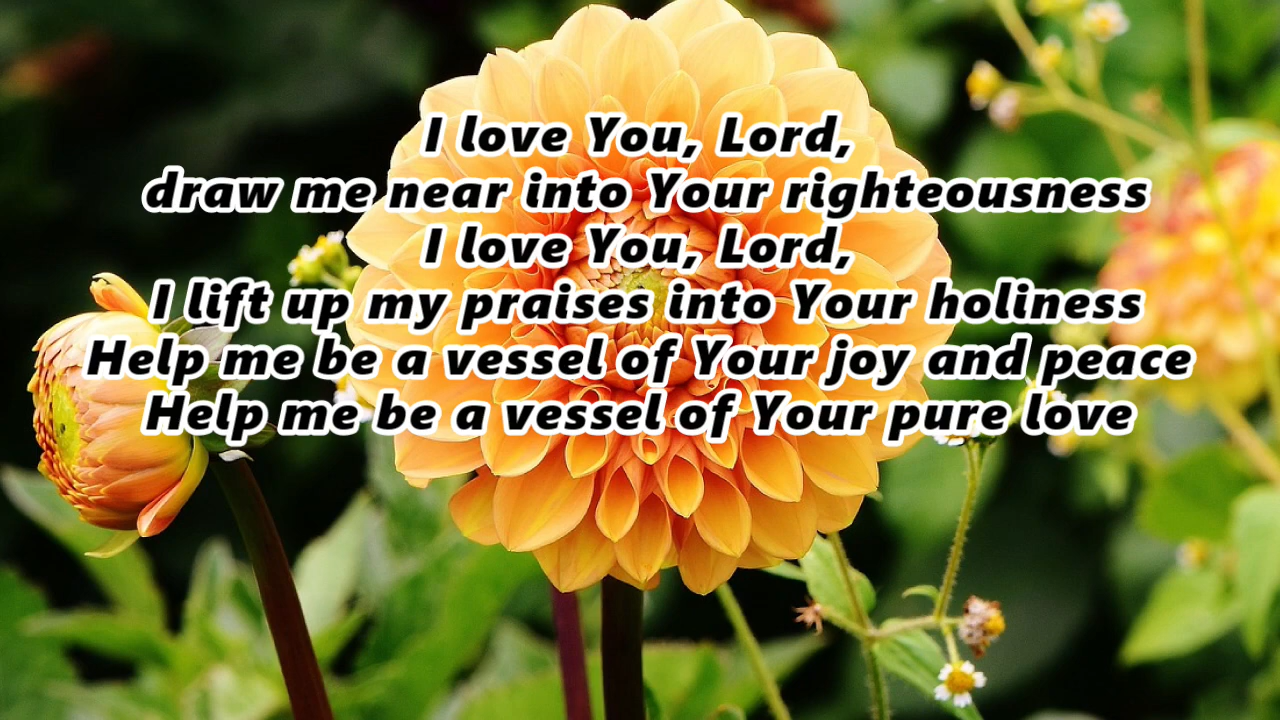 I love You, Lord,
draw me near into Your righteousness
I love You, Lord,
I lift up my praises into Your holiness
Help me be a vessel of Your joy and peace
Help me be a vessel of Your pure love